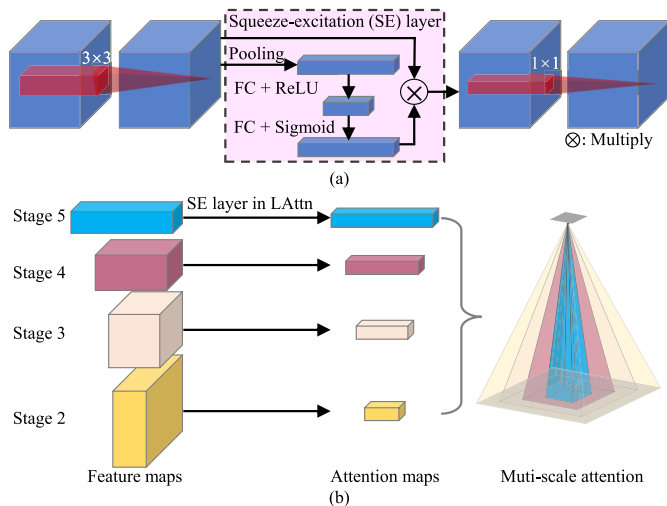 Squeeze-excitation (SE) layer
3×3
Pooling
1×1
FC + ReLU
FC + Sigmoid
⊗: Multiply
(a)
Stage 5
SE layer in LAttn
Stage 4
Stage 3
Stage 2
Feature maps
Attention maps
Muti-scale attention
(b)